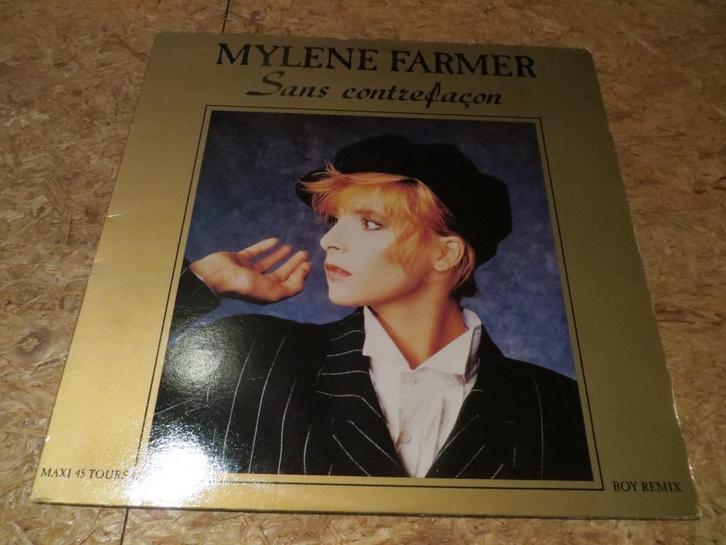 MYLENE FARMER
Sans contrefaçon
MAXI 45 TOURS
BOY REMIX